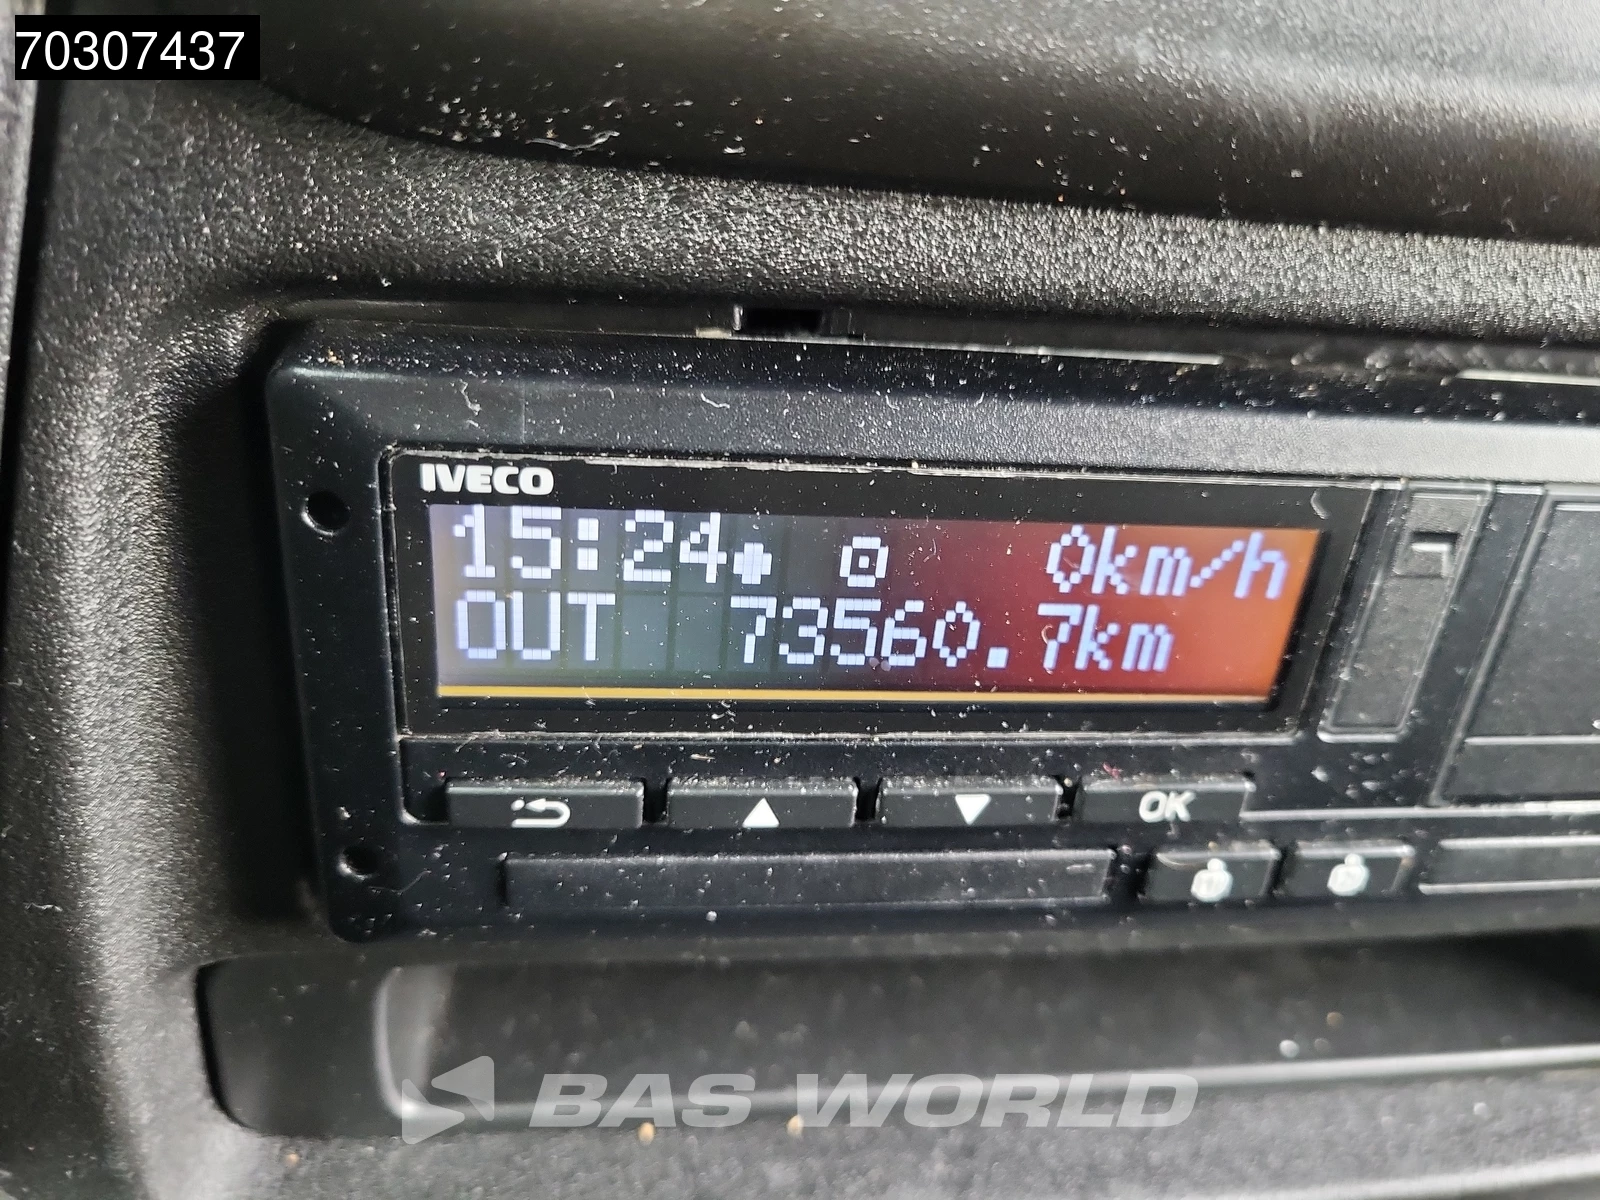 70307437
IVECO
15:24 0km/h
OUT 73560.7km
OK
BAS WORLD